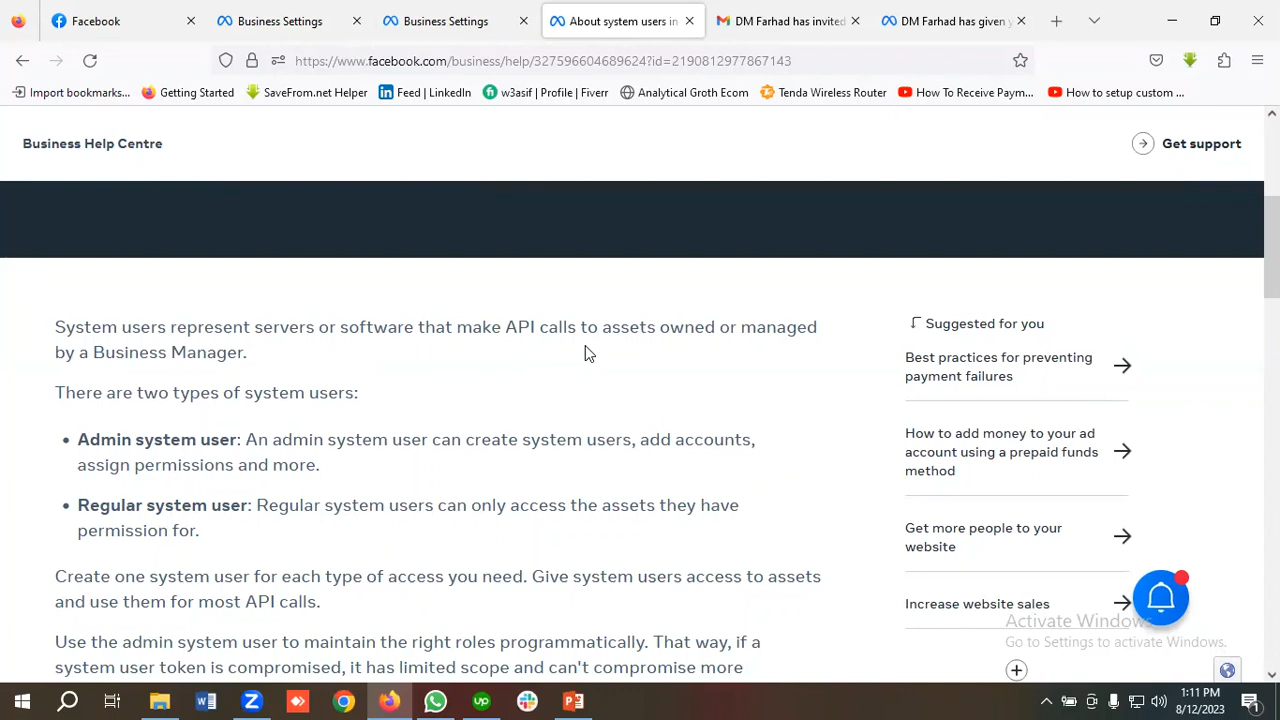 Facebook
Business Settings
Business Settings
About system users in
DM Farhad has invited
DM Farhad has given y
https://www.facebook.com/business/help/327596604689624?id=2190812977867143
Import bookmarks...
Getting Started
SaveFrom.net Helper
Feed | LinkedIn
w3asif | Profile | Fiverr
Analytical Groth Ecom
Tenda Wireless Router
How To Receive Paym...
How to setup custom ...
Business Help Centre
Get support
System users represent servers or software that make API calls to assets owned or managed
by a Business Manager.
There are two types of system users:
• Admin system user: An admin system user can create system users, add accounts,
assign permissions and more.
• Regular system user: Regular system users can only access the assets they have
permission for.
Create one system user for each type of access you need. Give system users access to assets
and use them for most API calls.
Use the admin system user to maintain the right roles programmatically. That way, if a
system user token is compromised, it has limited scope and can't compromise more
Suggested for you
Best practices for preventing
payment failures
How to add money to your ad
account using a prepaid funds
method
Get more people to your
website
Increase website sales
Activate Windows
Go to Settings to activate Windows.
1:11 PM
8/12/2023